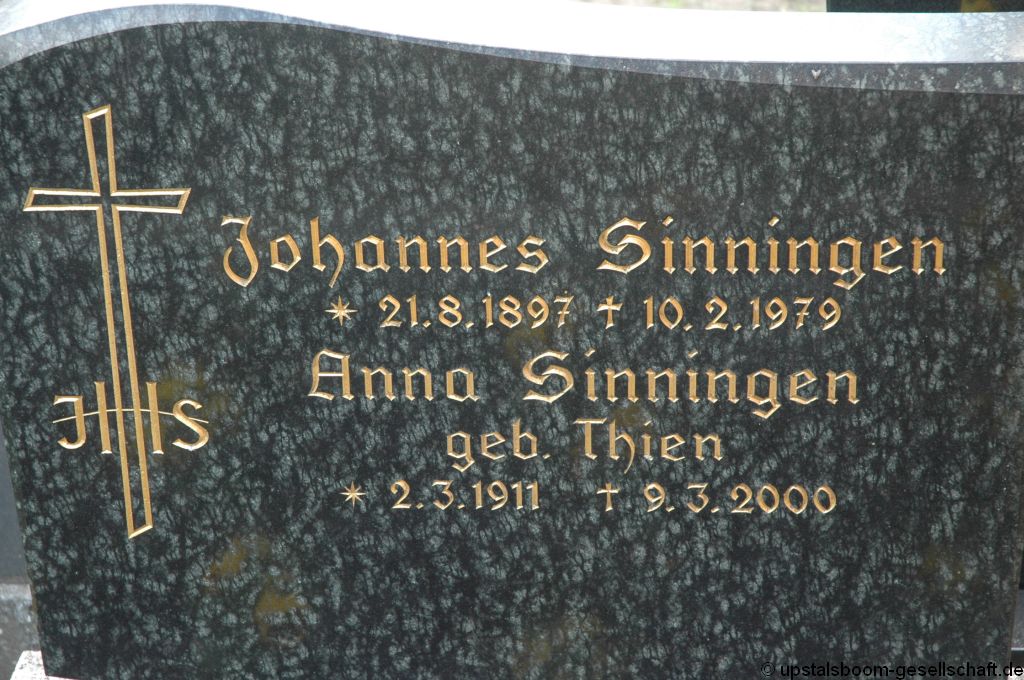 Johannes Sinningen
* 21.8.1897 † 10.2.1979
Anna Sinningen
geb. Thien
* 2.3.1911 † 9.3.2000
JHS
© upstalsboom-gesellschaft.de